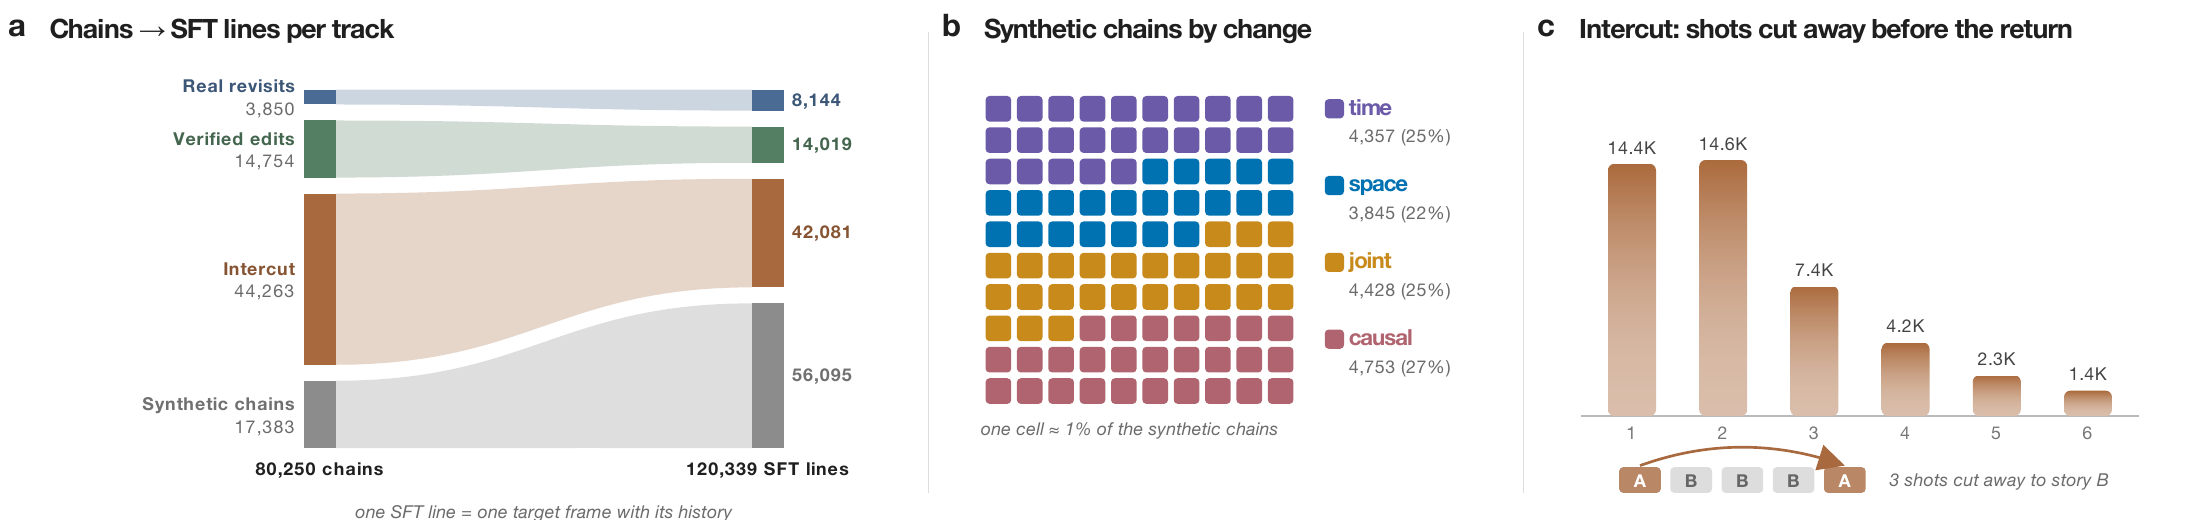 a Chains → SFT lines per track
Real revisits
3,850
Verified edits
14,754
Intercut
44,263
Synthetic chains
17,383
80,250 chains
8,144
14,019
42,081
56,095
120,339 SFT lines
one SFT line = one target frame with its history
b Synthetic chains by change
time
4,357 (25%)
space
3,845 (22%)
joint
4,428 (25%)
causal
4,753 (27%)
one cell ≈ 1% of the synthetic chains
c Intercut: shots cut away before the return
14.4K 14.6K 7.4K 4.2K 2.3K 1.4K
1 2 3 4 5 6
A B B B A 3 shots cut away to story B